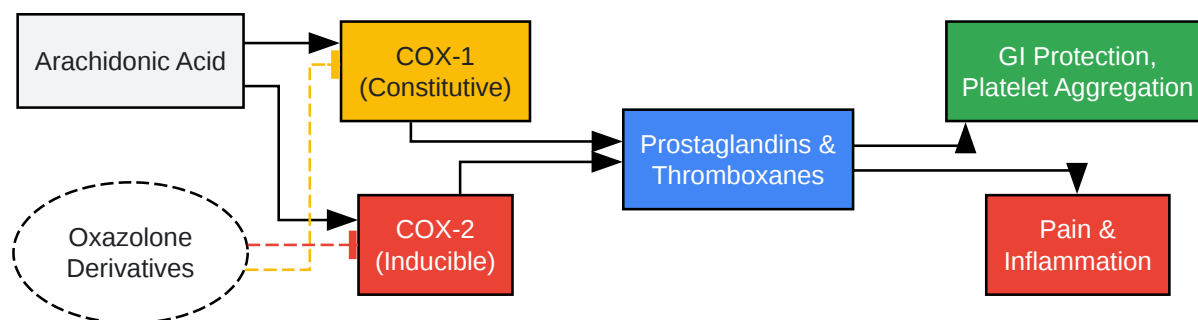 Arachidonic Acid
COX-1
(Constitutive)
GI Protection,
Platelet Aggregation
Prostaglandins &
Thromboxanes
Oxazolone
Derivatives
COX-2
(Inducible)
Pain &
Inflammation